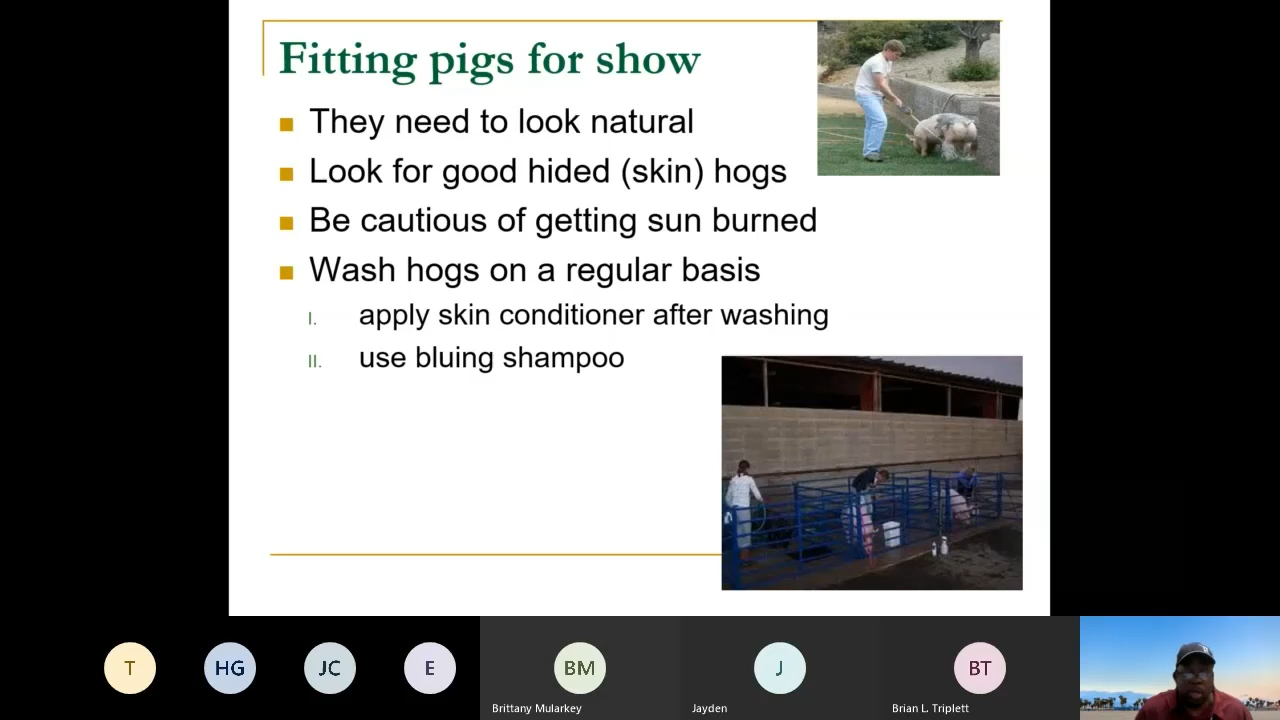 Fitting pigs for show
They need to look natural
Look for good hided (skin) hogs
Be cautious of getting sun burned
Wash hogs on a regular basis
I. apply skin conditioner after washing
II. use bluing shampoo
T
HG
JC
E
BM
J
BT
Brittany Mularkey
Jayden
Brian L. Triplett